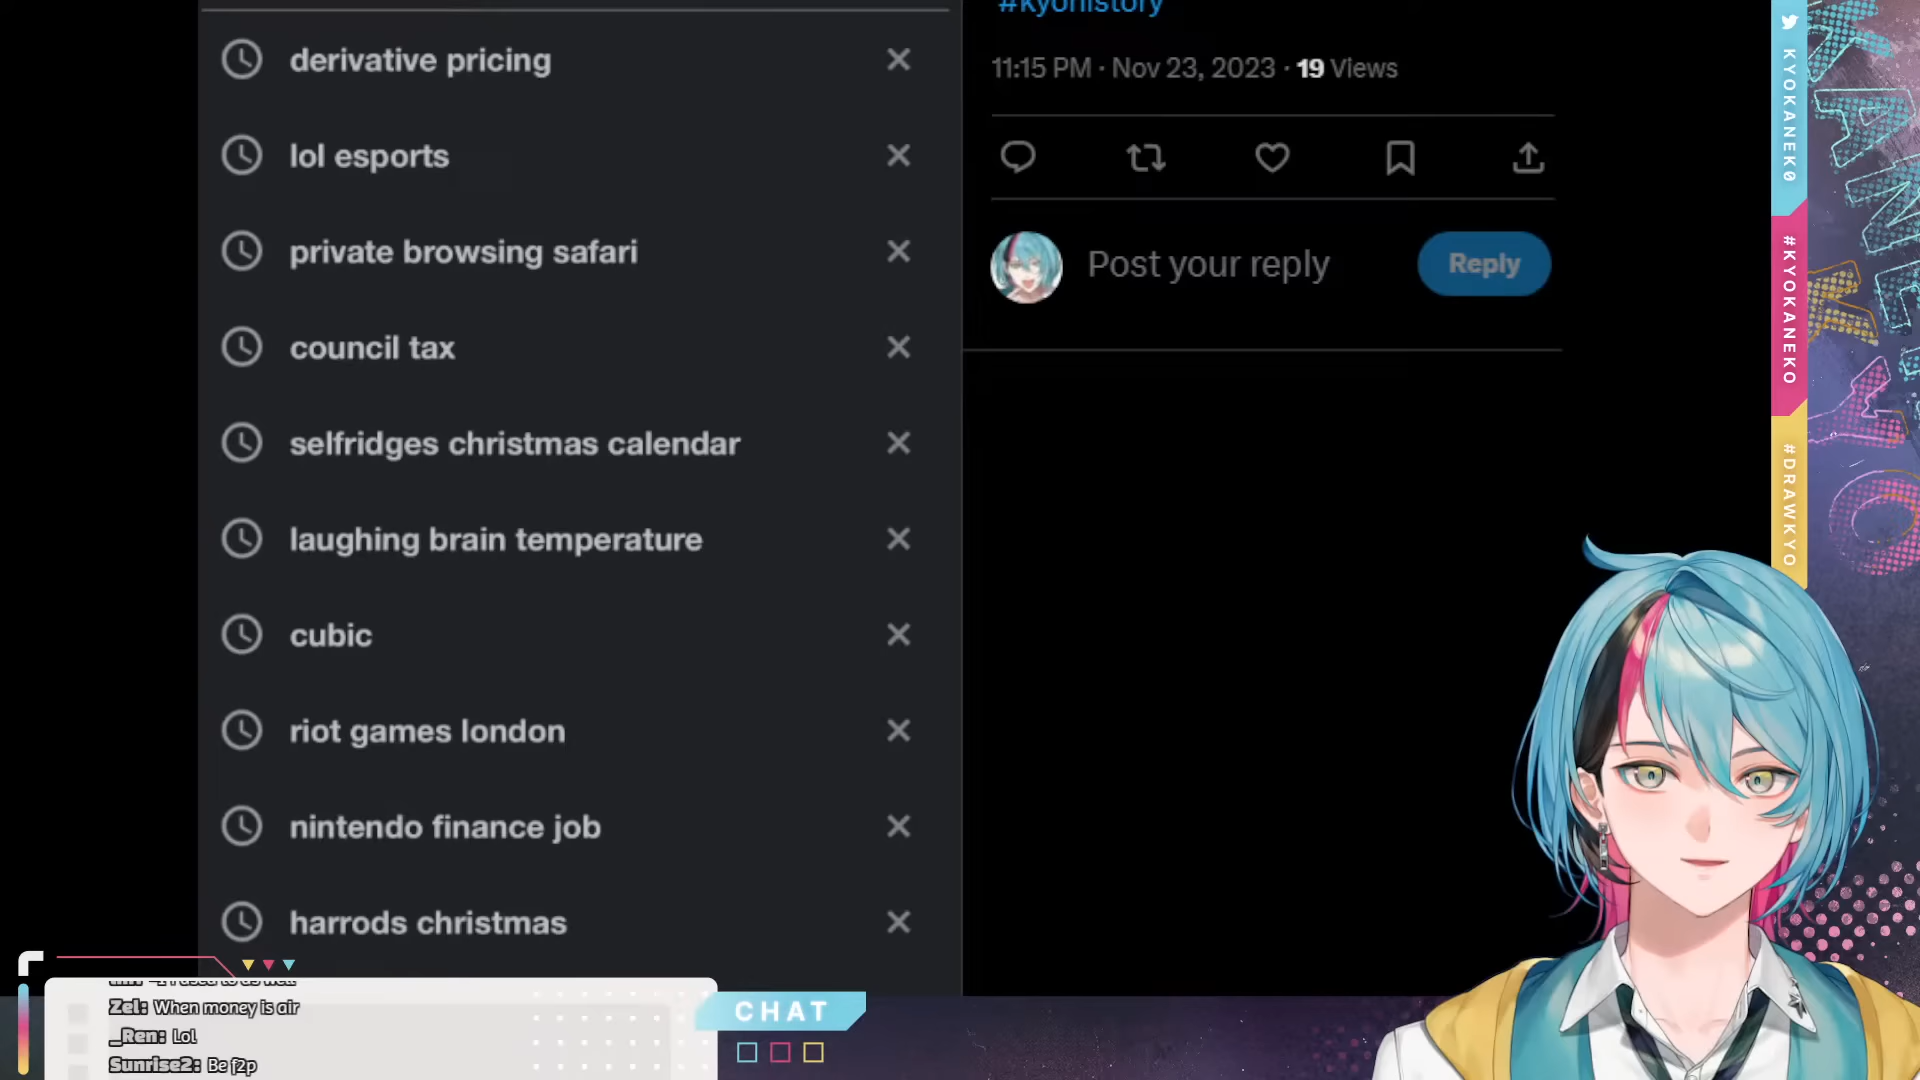 #kyohistory
derivative pricing
lol esports
private browsing safari
council tax
selfridges christmas calendar
laughing brain temperature
cubic
riot games london
nintendo finance job
harrods christmas
11:15 PM · Nov 23, 2023 · 19 Views
Post your reply
Reply
KYOKANEK0
#KYOKANEKO
#DRAWKYO
Zel: When money is air
_Ren: Lol
Sunrise2: Be f2p
CHAT